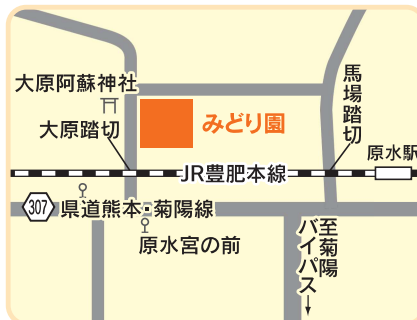 大原阿蘇神社
みどり園
馬場踏切
大原踏切
原水駅
JR豊肥本線
307
県道熊本・菊陽線
原水宮の前
至菊陽
バイパス→